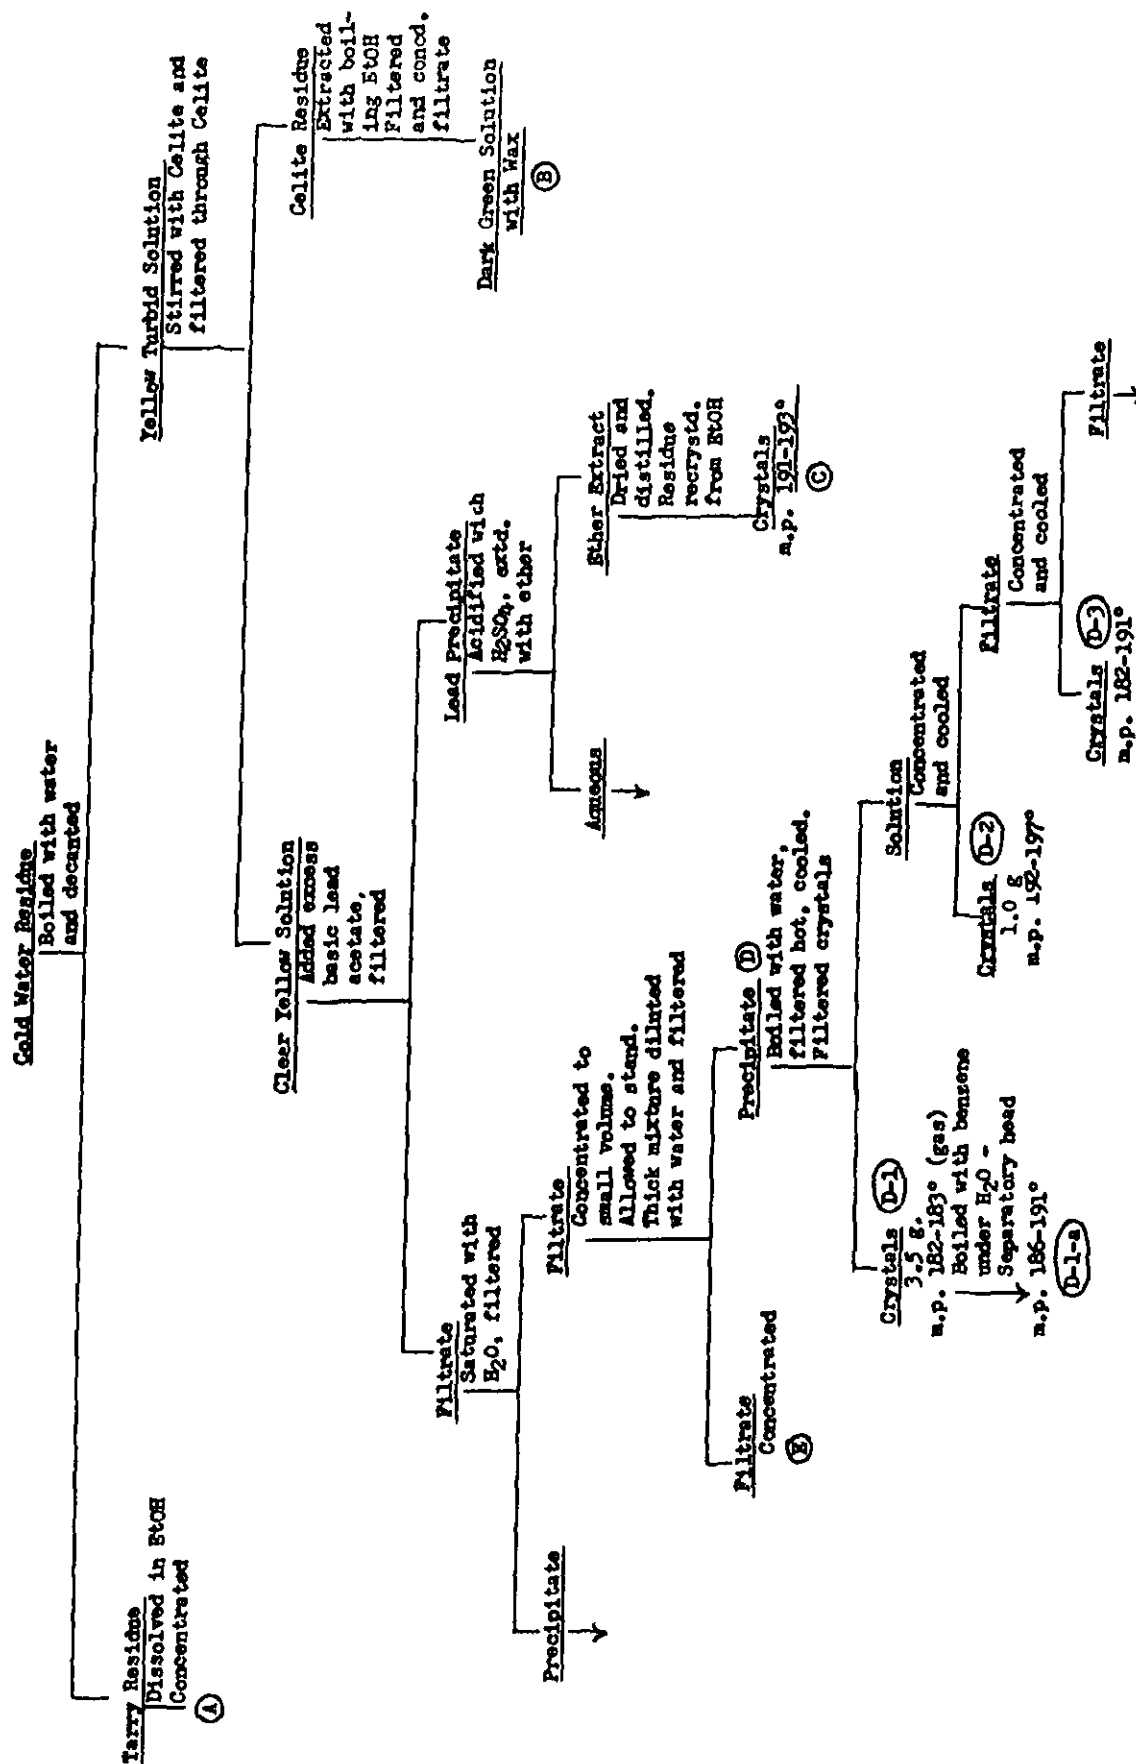 Cold Water Residue
Boiled with water
and decanted
Tarry Residue
Dissolved in EtOH
Concentrated
A
Yellow Turbid Solution
Stirred with Celite and
filtered through Celite
Clear Yellow Solution
Added excess
basic lead
acetate,
filtered
Celite Residue
Extracted
with boil-
ing EtOH
Filtered
and concd.
filtrate
Dark Green Solution
with Wax
B
Filtrate
Saturated with
H2O, filtered
Lead Precipitate
Acidified with
H2SO4, extd.
with ether
Precipitate
Filtrate
Concentrated to
small volume.
Allowed to stand.
Thick mixture diluted
with water and filtered
Aqueous
Ether Extract
Dried and
distilled.
Residue
recrystd.
from EtOH
Crystals
m.p. 191-193°
C
Filtrate
Concentrated
E
Precipitate D
Boiled with water,
filtered hot, cooled.
Filtered crystals
Crystals D-1
3.5 g.
m.p. 182-183° (gas)
Boiled with benzene
under H2O -
Separatory head
m.p. 186-191°
D-1-a
Solution
Concentrated
and cooled
Crystals D-2
1.0 g
m.p. 192-197°
Filtrate
Concentrated
and cooled
Crystals D-3
m.p. 182-191°
Filtrate